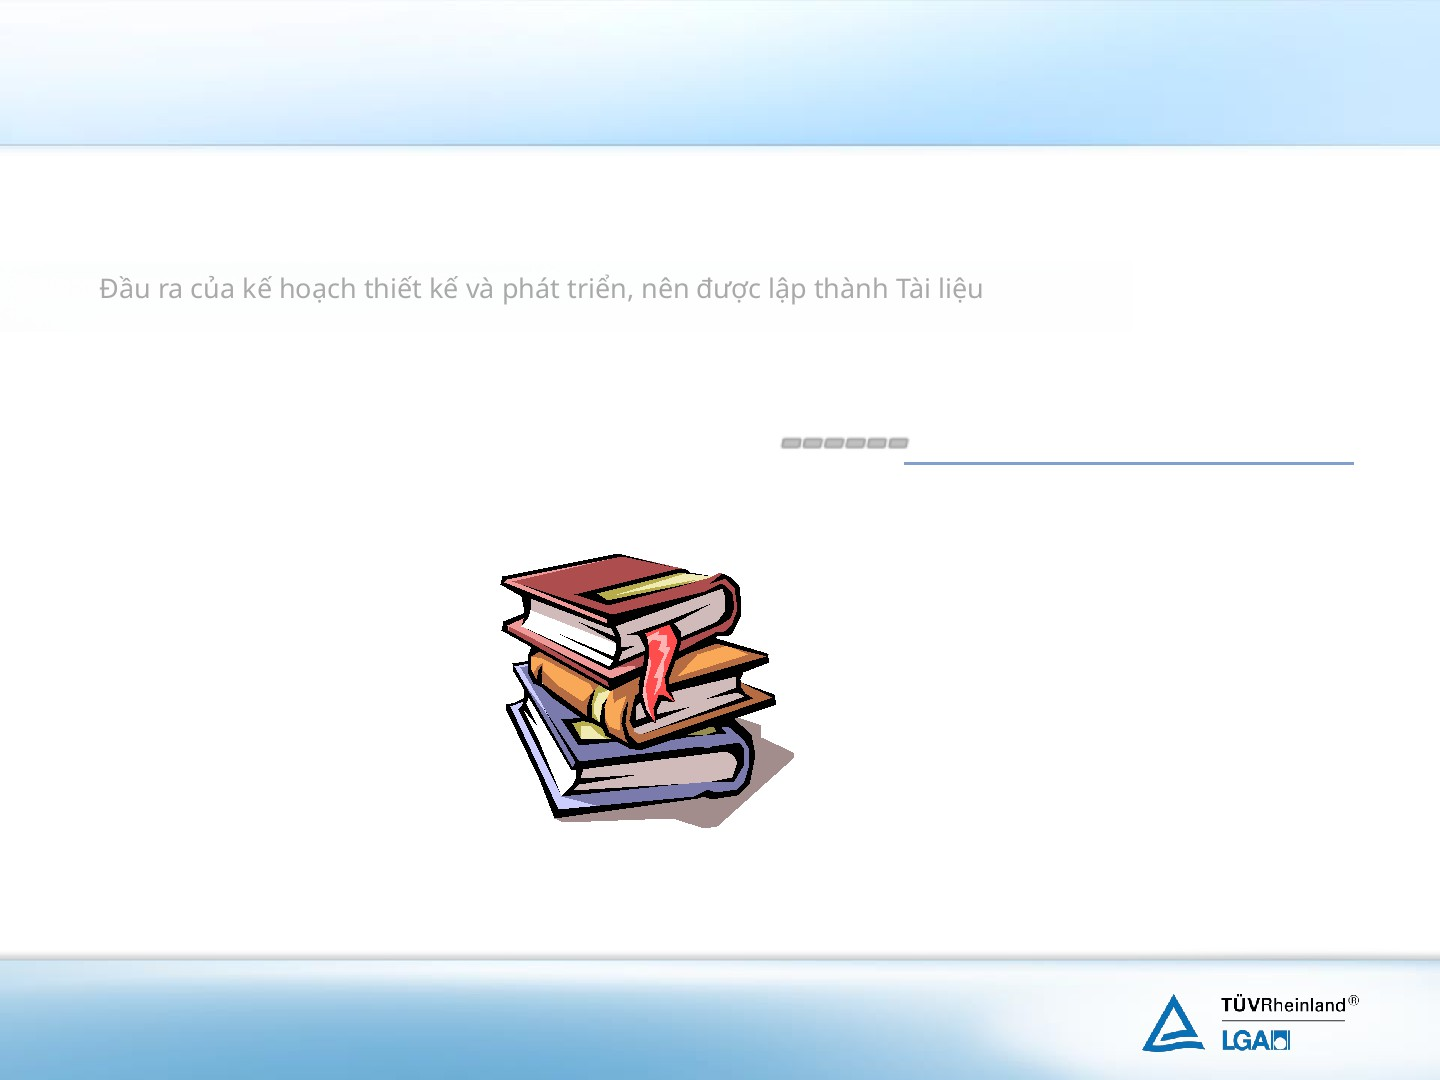 Đầu ra của kế hoạch thiết kế và phát triển, nên được lập thành Tài liệu
TÜVRheinland®
LGA